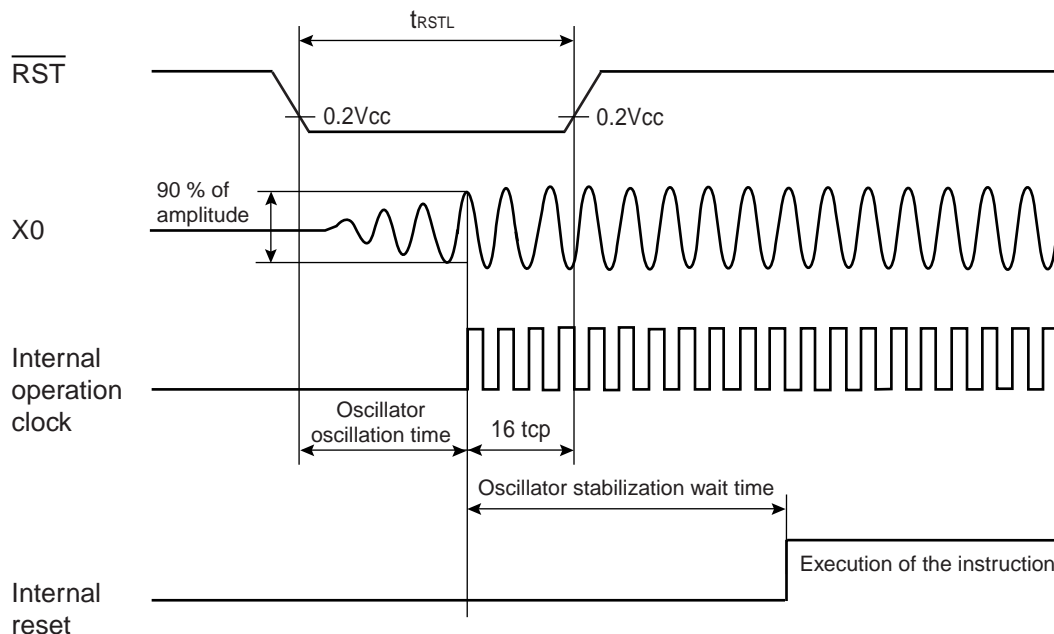 tRSTL
RST
0.2Vcc
0.2Vcc
90 % of
amplitude
X0
Internal
operation
clock
Oscillator
oscillation time
16 tcp
Oscillator stabilization wait time
Execution of the instruction
Internal
reset